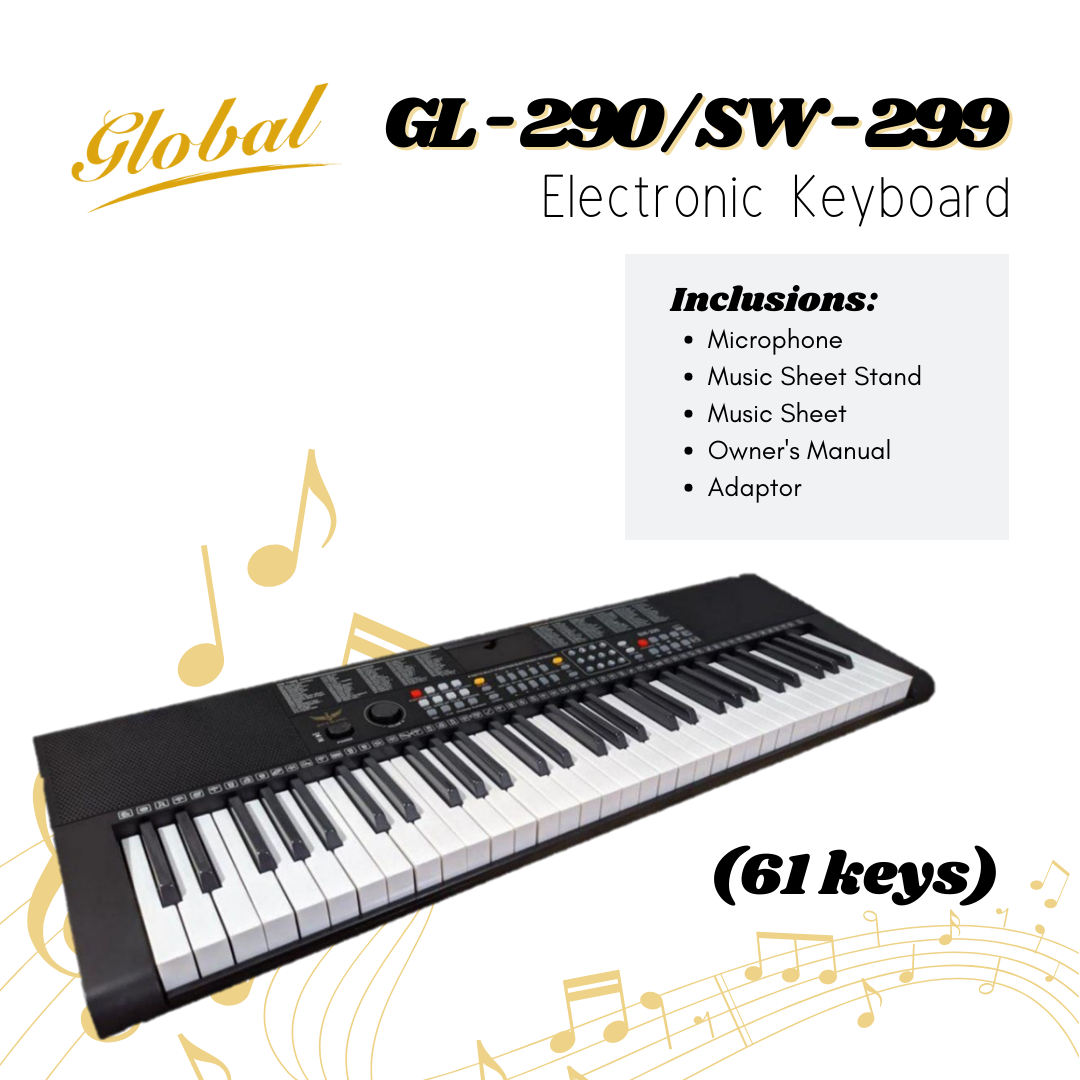 Global
GL-290/SW-299
Electronic Keyboard
Inclusions:
• Microphone
• Music Sheet Stand
• Music Sheet
• Owner's Manual
• Adaptor
(61 keys)